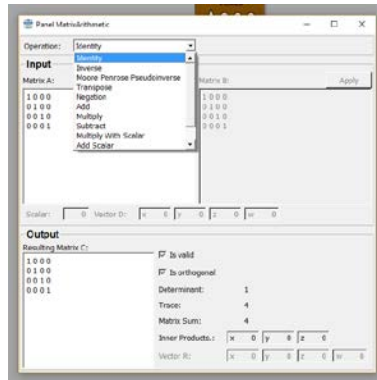 Panel MatrixArithmetic
Operation: Identity
Identity
Inverse
Moore Penrose Pseudoinverse
Transpose
Negation
Add
Multiply
Subtract
Multiply With Scalar
Add Scalar
Input
Matrix A:
Matrix B:
Apply
1 0 0 0
0 1 0 0
0 0 1 0
0 0 0 1
1 0 0 0
0 1 0 0
0 0 1 0
0 0 0 1
Scalar: 0 Vector D: x 0 y 0 z 0 w 0
Output
Resulting Matrix C:
1 0 0 0
0 1 0 0
0 0 1 0
0 0 0 1
Is valid
Is orthogonal
Determinant: 1
Trace: 4
Matrix Sum: 4
Inner Products.: x 0 y 0 z 0
Vector R: x 0 y 0 z 0 w 0